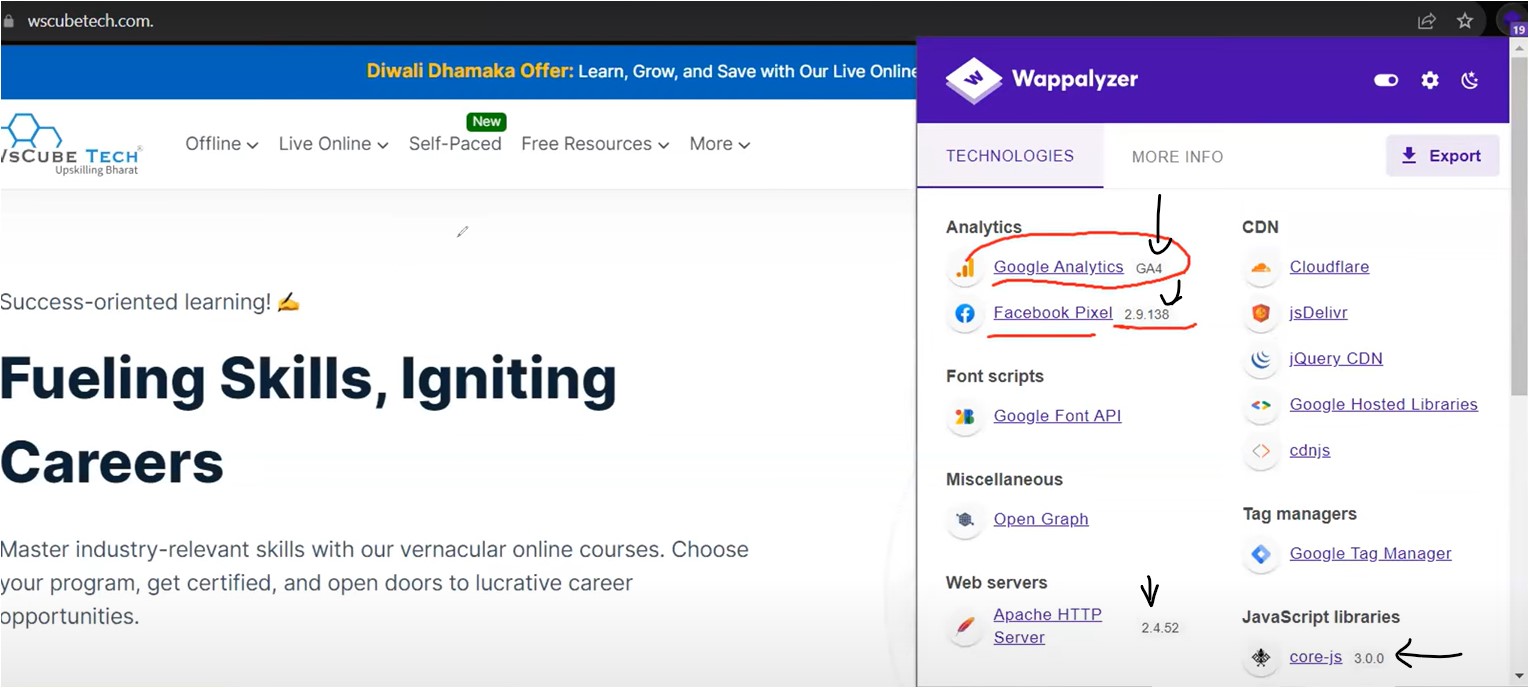 wscubetech.com.
19
Diwali Dhamaka Offer: Learn, Grow, and Save with Our Live Online
Wappalyzer
New
Offline Live Online Self-Paced Free Resources More
WsCube TECH
Upskilling Bharat
TECHNOLOGIES MORE INFO Export
Success-oriented learning! ✍️
Fueling Skills, Igniting
Careers
Master industry-relevant skills with our vernacular online courses. Choose
your program, get certified, and open doors to lucrative career
opportunities.
Analytics
Google Analytics GA4
Facebook Pixel 2.9.138
Font scripts
Google Font API
Miscellaneous
Open Graph
Web servers
Apache HTTP
Server 2.4.52
CDN
Cloudflare
jsDelivr
jQuery CDN
Google Hosted Libraries
cdnjs
Tag managers
Google Tag Manager
JavaScript libraries
core-js 3.0.0